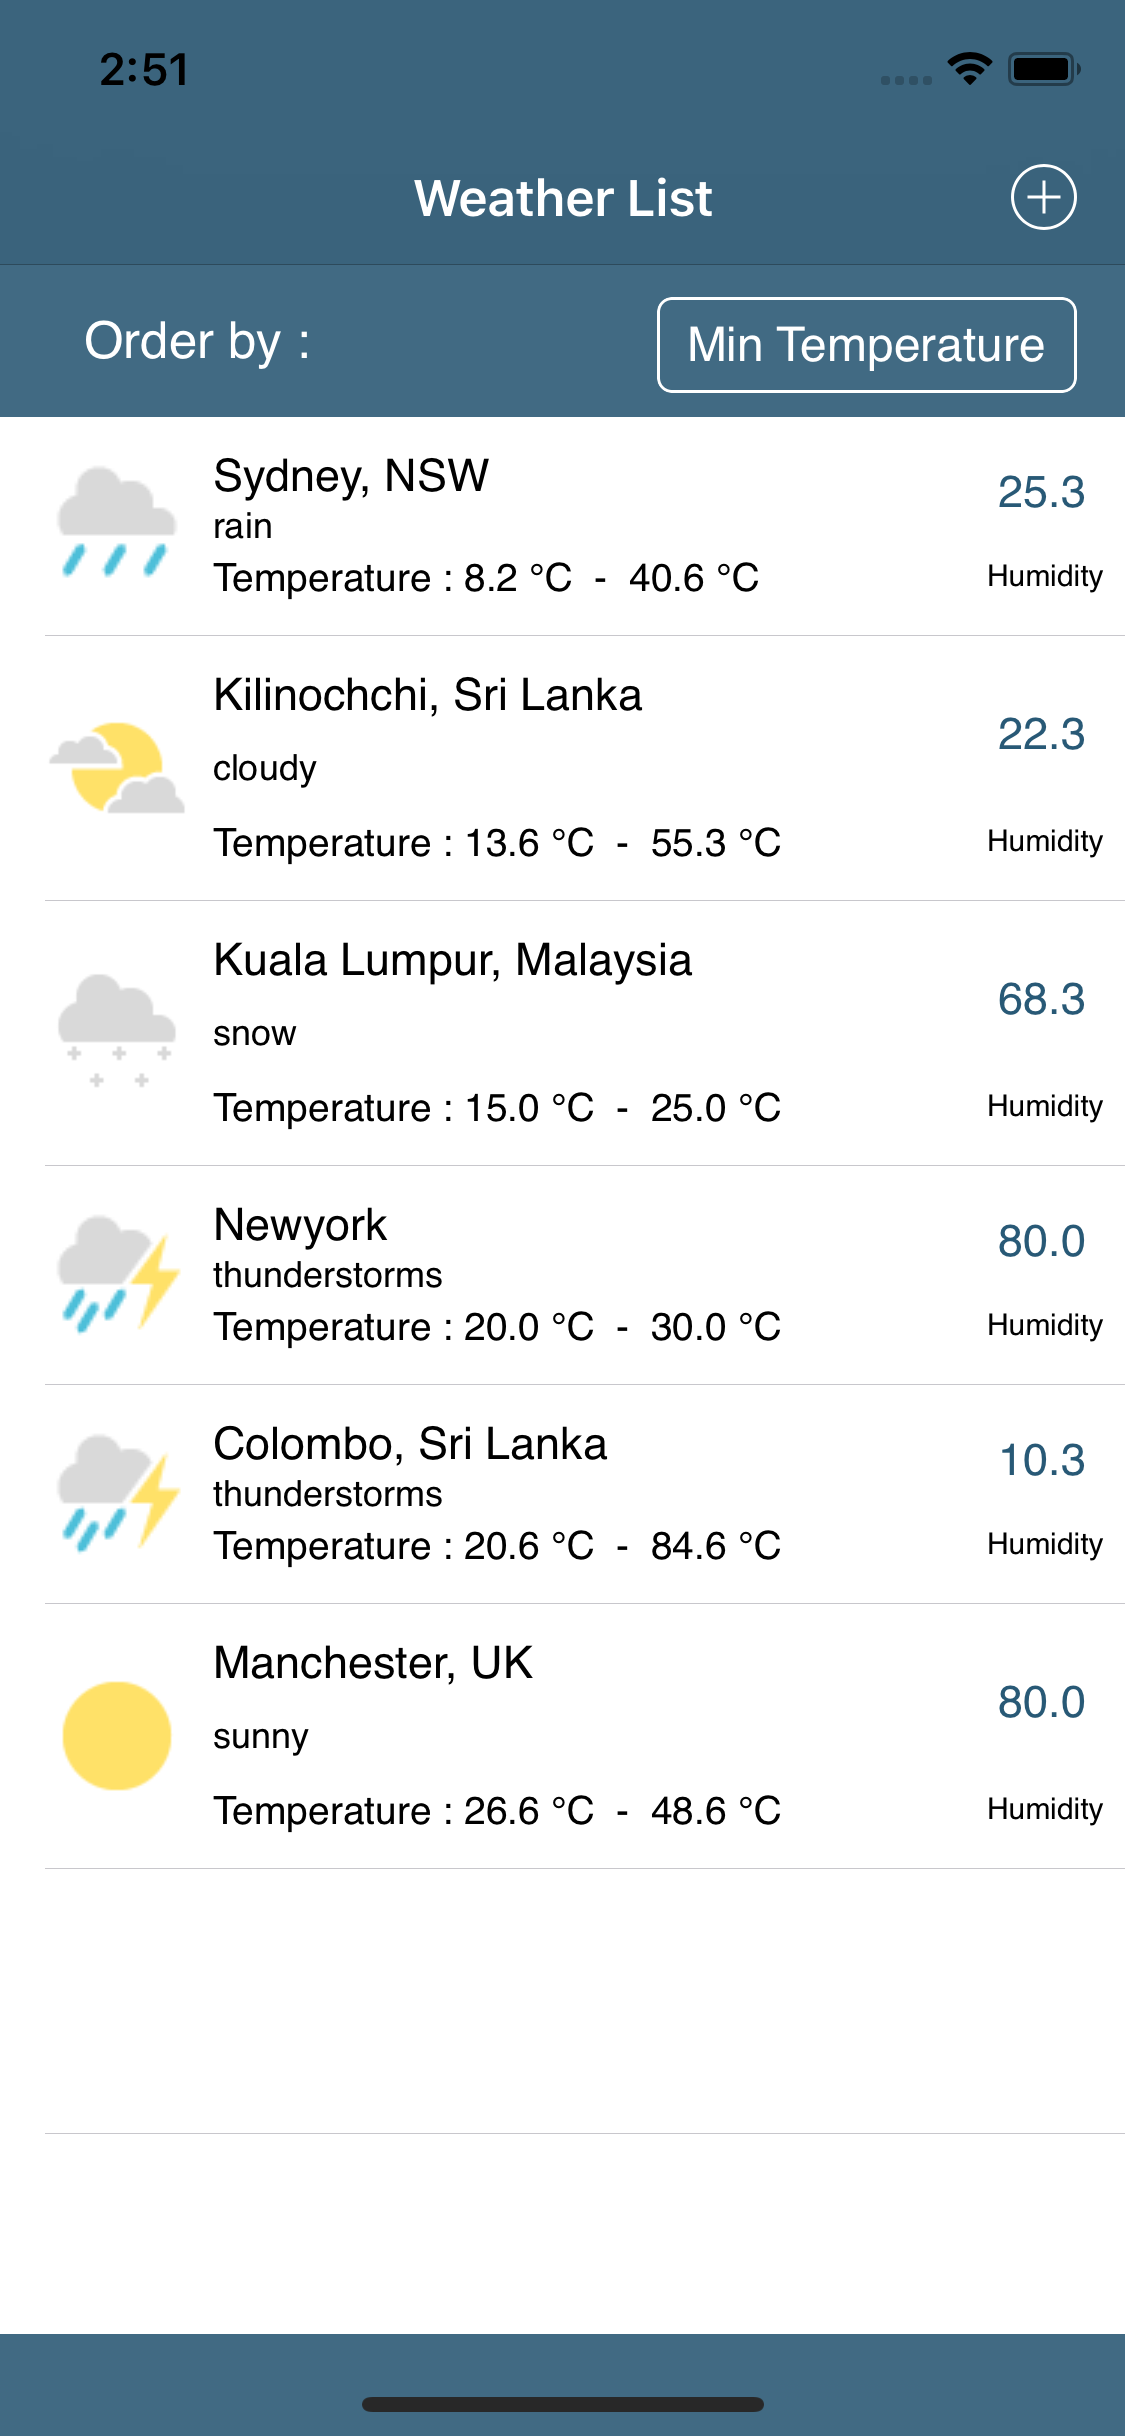 2:51
Weather List
Order by :
Min Temperature
Sydney, NSW
25.3
rain
Temperature : 8.2 °C - 40.6 °C
Humidity
Kilinochchi, Sri Lanka
22.3
cloudy
Temperature : 13.6 °C - 55.3 °C
Humidity
Kuala Lumpur, Malaysia
68.3
snow
Temperature : 15.0 °C - 25.0 °C
Humidity
Newyork
80.0
thunderstorms
Temperature : 20.0 °C - 30.0 °C
Humidity
Colombo, Sri Lanka
10.3
thunderstorms
Temperature : 20.6 °C - 84.6 °C
Humidity
Manchester, UK
80.0
sunny
Temperature : 26.6 °C - 48.6 °C
Humidity